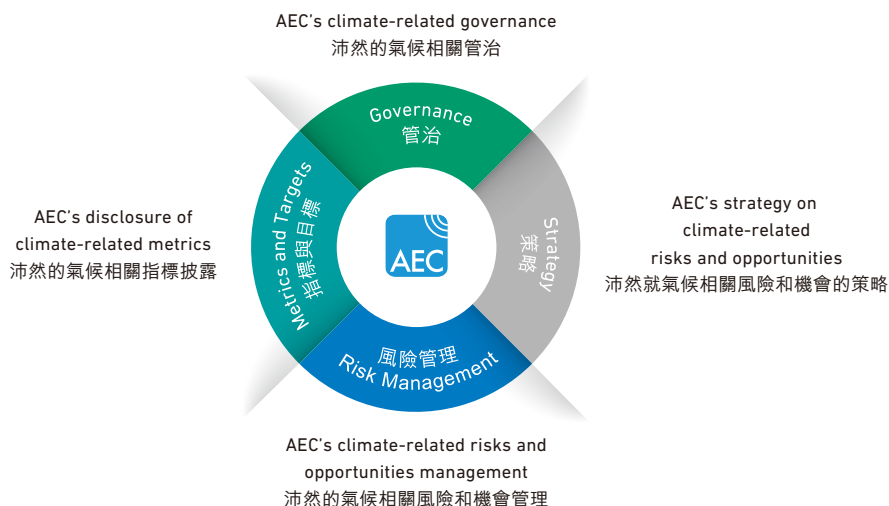 AEC's climate-related governance
沛然的氣候相關管治
Governance
管治
Metrics and Targets
指標與目標
AEC's disclosure of
climate-related metrics
沛然的氣候相關指標披露
AEC
Strategy
策略
AEC's strategy on
climate-related
risks and opportunities
沛然就氣候相關風險和機會的策略
風險管理
Risk Management
AEC's climate-related risks and
opportunities management
沛然的氣候相關風險和機會管理